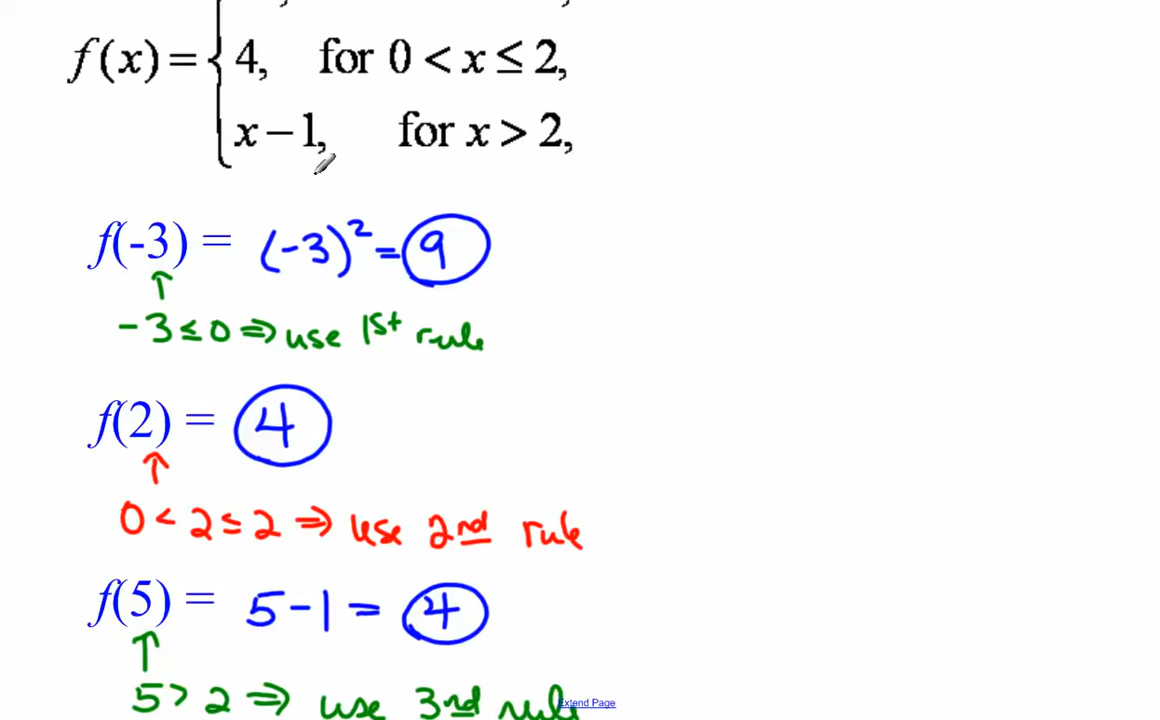 f(x) = { 4, for 0 < x ≤ 2,
x − 1, for x > 2,
f(-3) = (-3)² = 9
-3 ≤ 0 ⇒ use 1st rule
f(2) = 4
0 < 2 ≤ 2 ⇒ use 2nd rule
f(5) = 5 - 1 = 4
5 > 2 ⇒ use 3rd rule
Extend Page